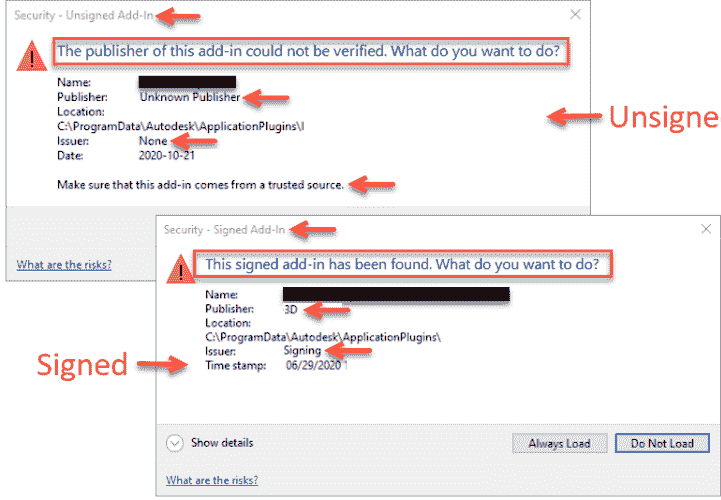 Security - Unsigned Add-In
The publisher of this add-in could not be verified. What do you want to do?
Name:
Publisher: Unknown Publisher
Location:
C:\ProgramData\Autodesk\ApplicationPlugins\I
Issuer: None
Date: 2020-10-21
Make sure that this add-in comes from a trusted source.
What are the risks?
Unsigne
Security - Signed Add-In
This signed add-in has been found. What do you want to do?
Name:
Publisher: 3D
Location:
C:\ProgramData\Autodesk\ApplicationPlugins\
Issuer: Signing
Time stamp: 06/29/2020
Signed
Show details
Always Load
Do Not Load
What are the risks?